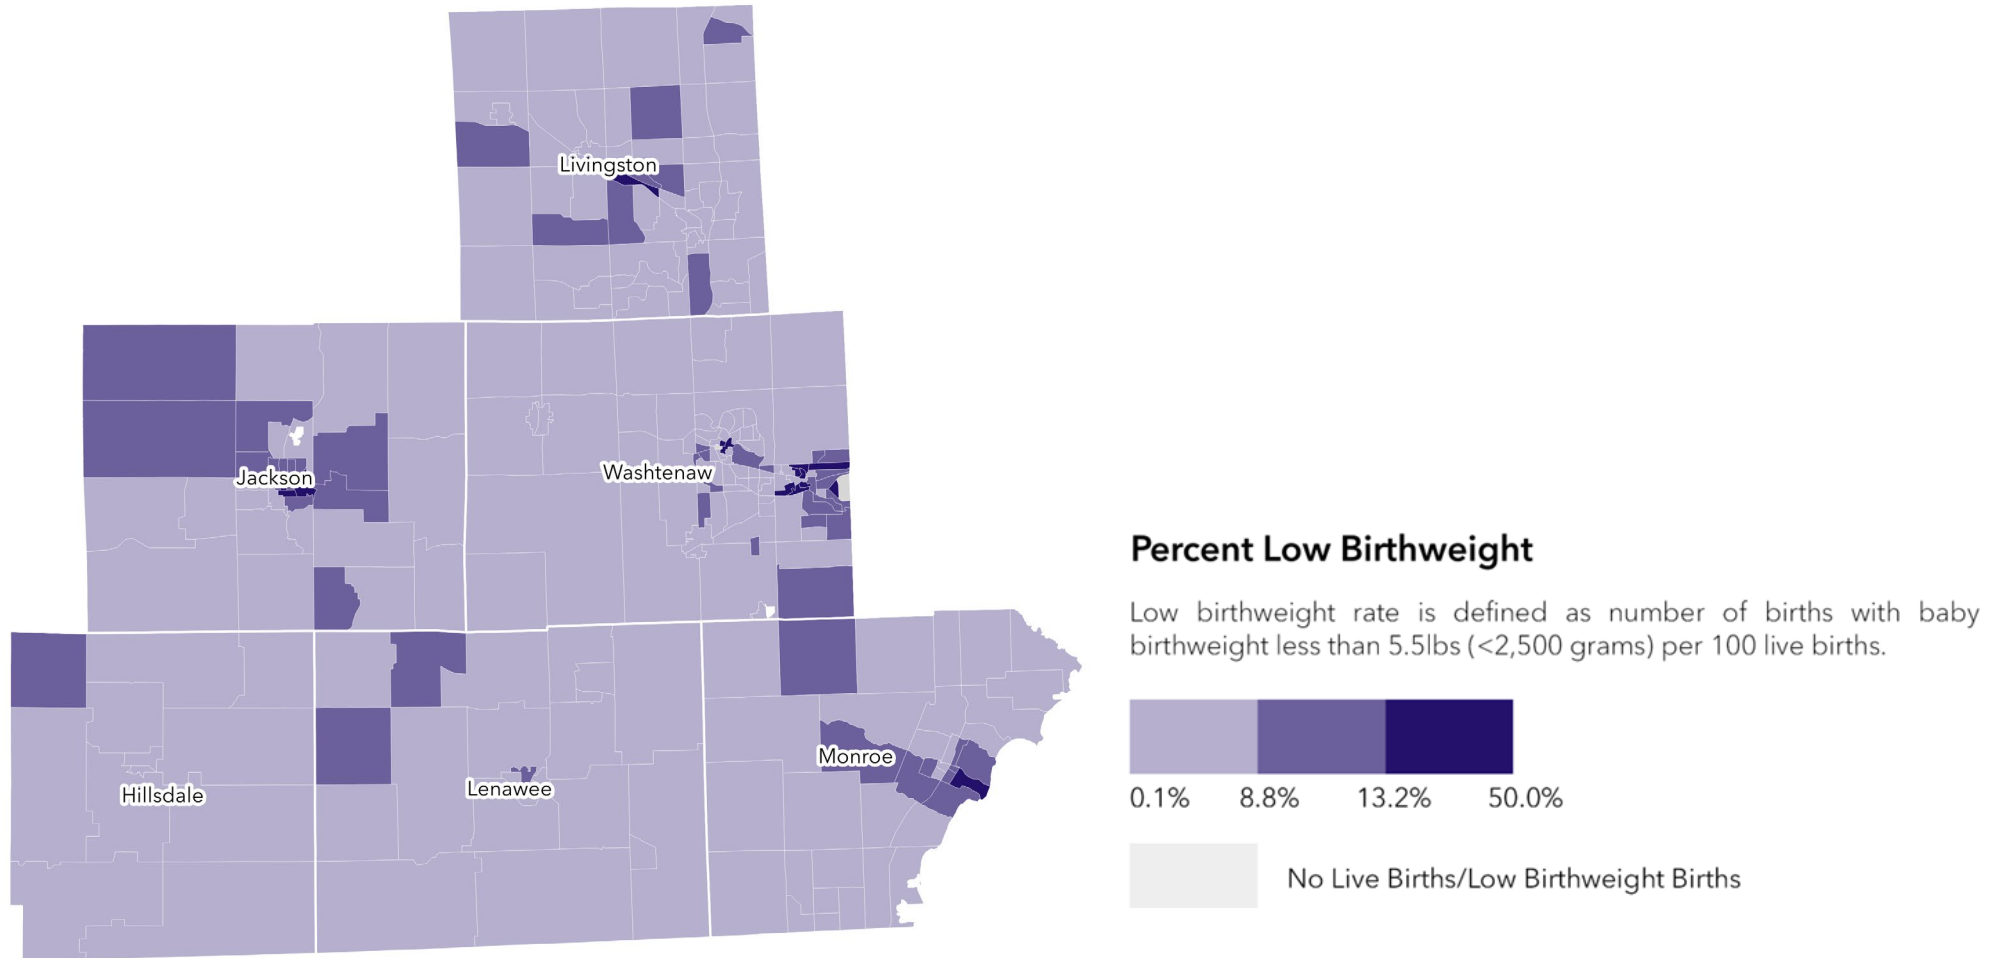 Livingston
Jackson
Washtenaw
Hillsdale
Lenawee
Monroe
Percent Low Birthweight
Low birthweight rate is defined as number of births with baby
birthweight less than 5.5lbs (<2,500 grams) per 100 live births.
0.1% 8.8% 13.2% 50.0%
No Live Births/Low Birthweight Births